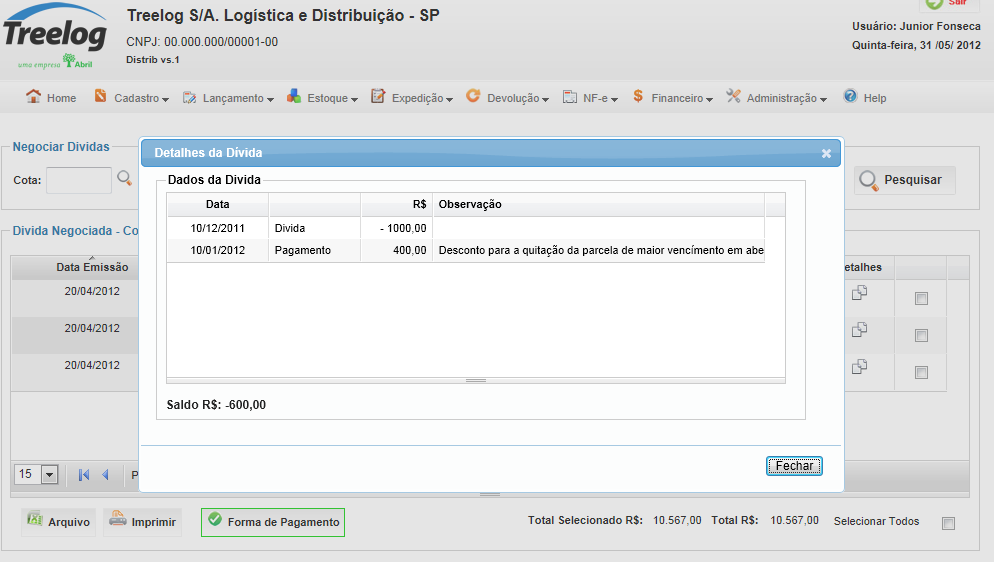 Treelog
uma empresa Abril
Treelog S/A. Logística e Distribuição - SP
CNPJ: 00.000.000/00001-00
Distrib vs.1
Sair
Usuário: Junior Fonseca
Quinta-feira, 31 /05/ 2012
Home Cadastro Lançamento Estoque Expedição Devolução NF-e Financeiro Administração Help
Negociar Dividas
Cota:
Pesquisar
Detalhes da Divida
Dados da Divida
Data R$ Observação
10/12/2011 Divida - 1000,00
10/01/2012 Pagamento 400,00 Desconto para a quitação da parcela de maior vencímento em abe
Saldo R$: -600,00
Fechar
Divida Negociada - Co
Data Emissão etalhes
20/04/2012
20/04/2012
20/04/2012
15 P
Arquivo Imprimir Forma de Pagamento Total Selecionado R$: 10.567,00 Total R$: 10.567,00 Selecionar Todos